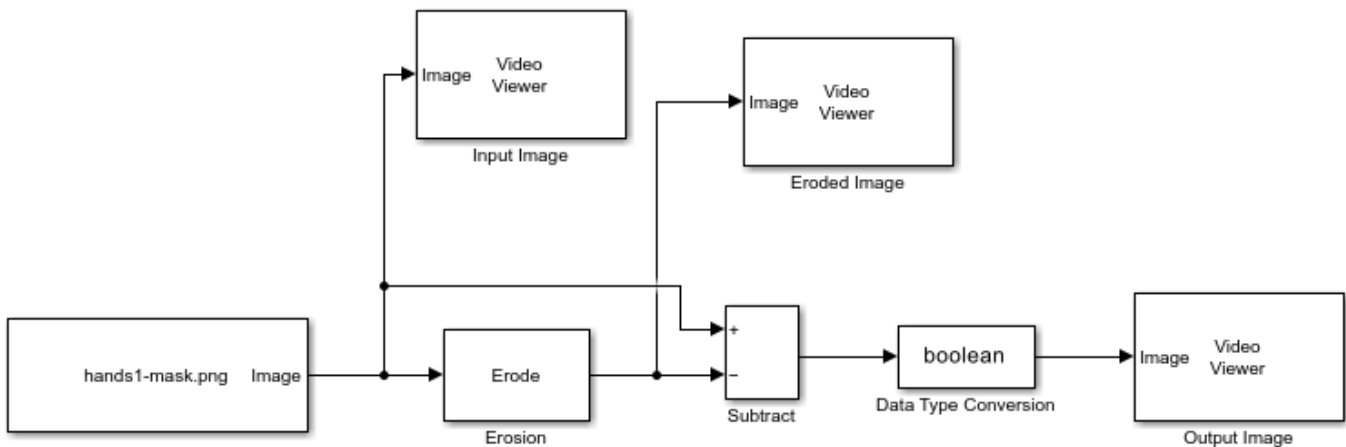 Image
Video
Viewer
Input Image
Image
Video
Viewer
Eroded Image
hands1-mask.png
Image
Erode
Erosion
+
−
Subtract
boolean
Data Type Conversion
Image
Video
Viewer
Output Image